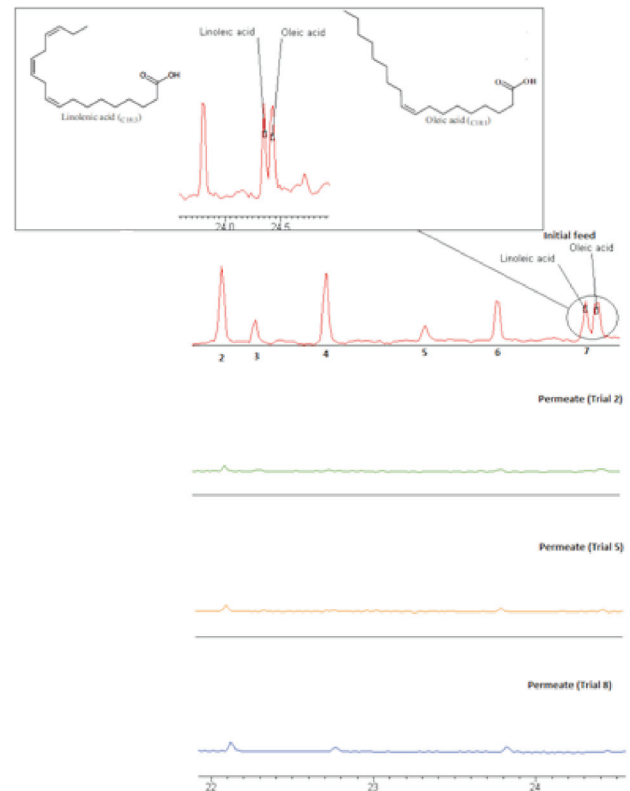 Linoleic acid
Oleic acid
O
OH
Linolenic acid (C18:3)
O
OH
Oleic acid (C18:1)
24.0
24.5
Initial feed
Oleic acid
Linoleic acid
2
3
4
5
6
7
Permeate (Trial 2)
Permeate (Trial 5)
Permeate (Trial 8)
22
23
24